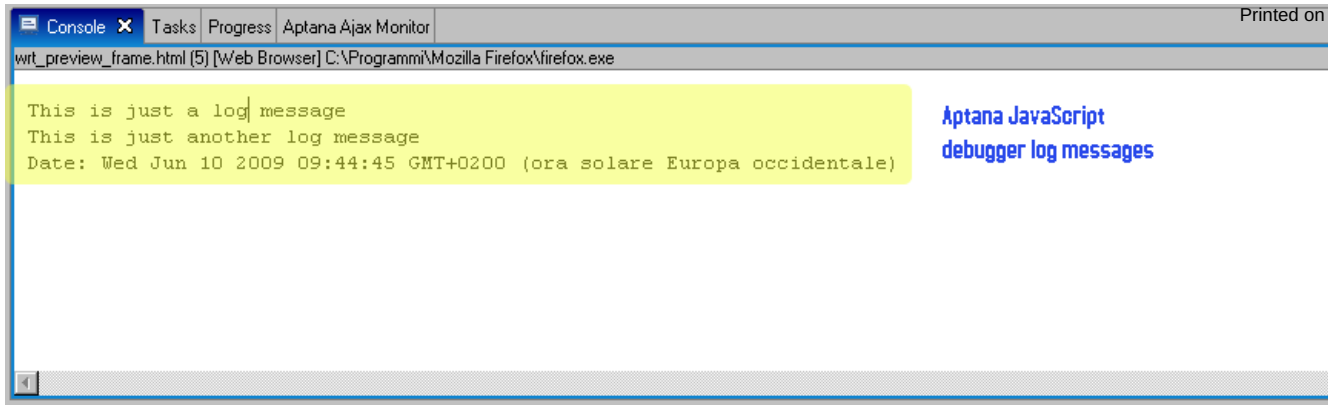 Printed on
Console Tasks Progress Aptana Ajax Monitor
wrt_preview_frame.html (5) [Web Browser] C:\Programmi\Mozilla Firefox\firefox.exe
This is just a log message
This is just another log message
Date: Wed Jun 10 2009 09:44:45 GMT+0200 (ora solare Europa occidentale)
Aptana JavaScript
debugger log messages